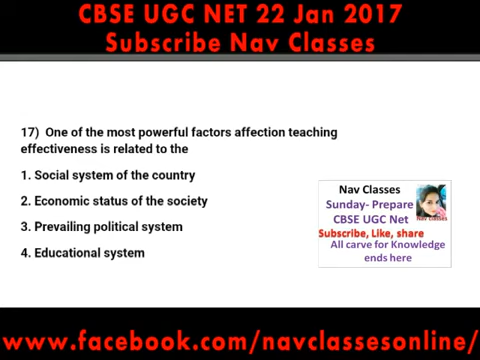 CBSE UGC NET 22 Jan 2017
Subscribe Nav Classes
17) One of the most powerful factors affection teaching
effectiveness is related to the
1. Social system of the country
2. Economic status of the society
3. Prevailing political system
4. Educational system
Nav Classes
Sunday- Prepare
CBSE UGC Net
Nav Classes
Subscribe, Like, share
All carve for Knowledge
ends here
www.facebook.com/navclassesonline/